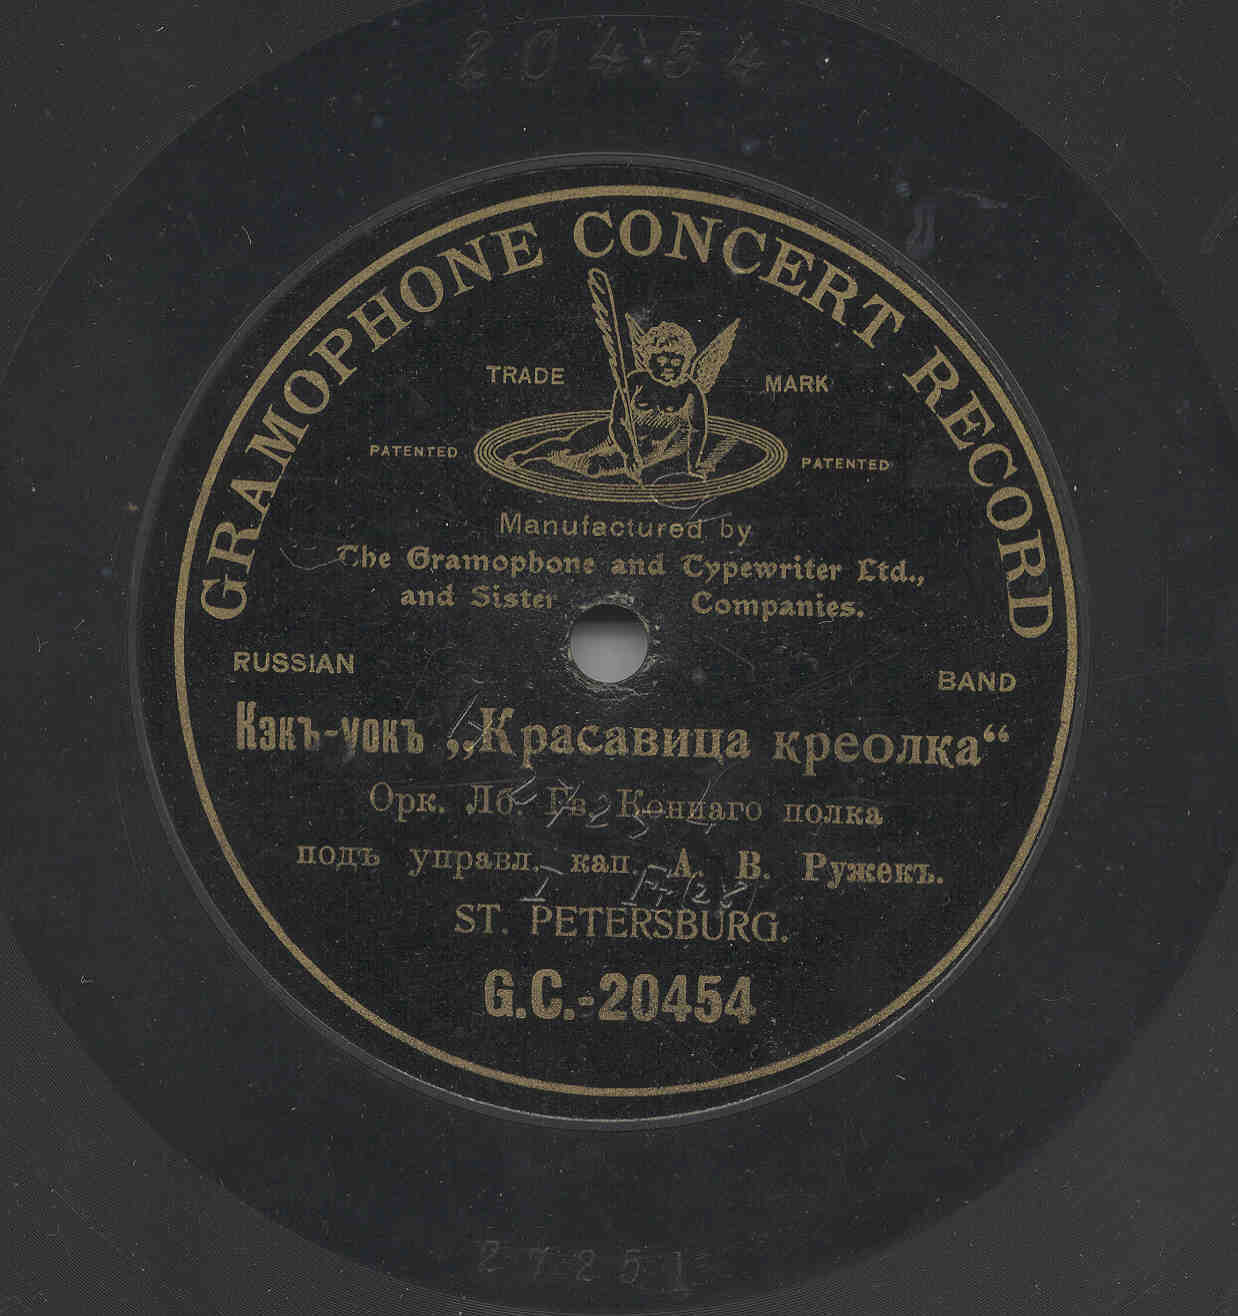 20454
GRAMOPHONE CONCERT RECORD
TRADE MARK
PATENTED PATENTED
Manufactured by
The Gramophone and Typewriter Ltd.,
and Sister Companies.
RUSSIAN BAND
Кэкъ-уокъ „Красавица креолка“
Орк. Лб. Гв. Коннаго полка
подъ управл. кап. А. В. Ружекъ.
ST. PETERSBURG.
G.C.-20454
2725L